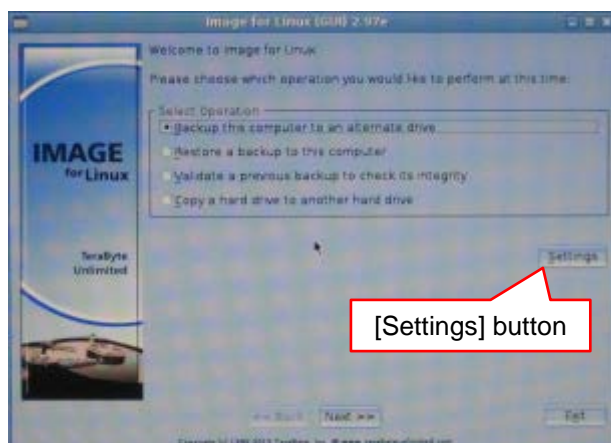 Image for Linux (GUI) 2.97e
Welcome to Image for Linux
Please choose which operation you would like to perform at this time:
Select Operation
Backup this computer to an alternate drive
Restore a backup to this computer
Validate a previous backup to check its integrity
Copy a hard drive to another hard drive
IMAGE
for Linux
TeraByte
Unlimited
Settings
[Settings] button
<< Back
Next >>
Exit